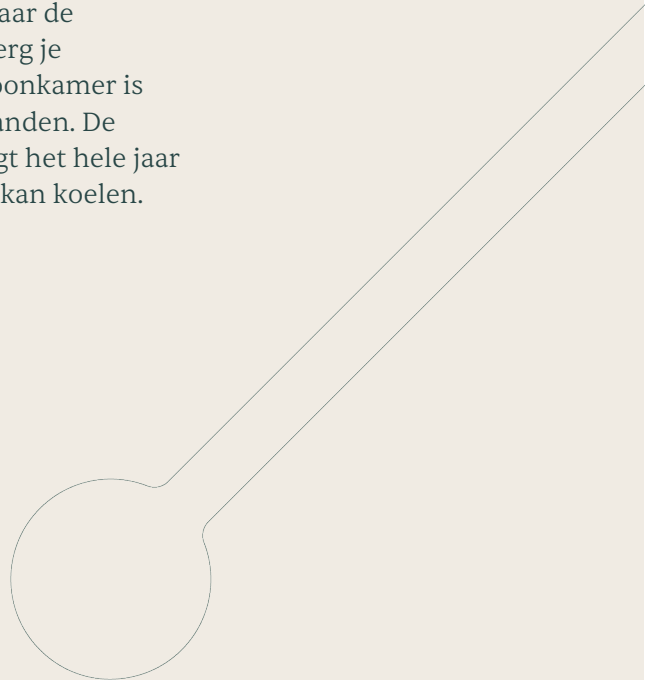 aar de
erg je
oonkamer is
anden. De
gt het hele jaar
kan koelen.